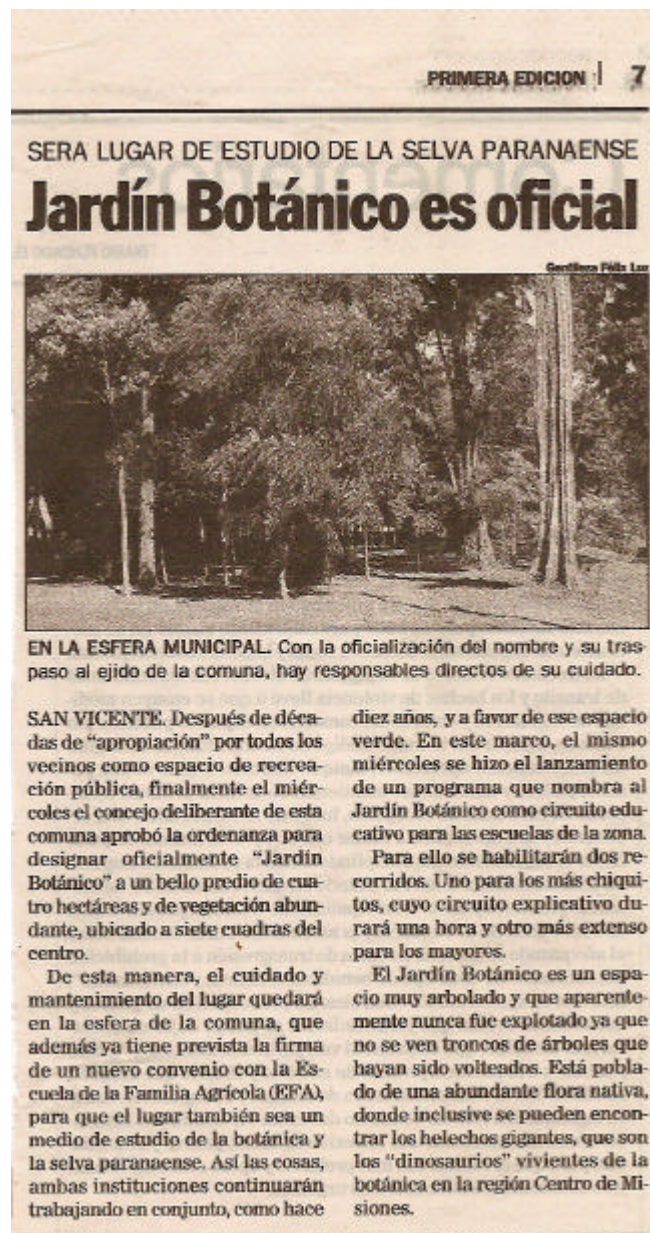 PRIMERA EDICION | 7
SERA LUGAR DE ESTUDIO DE LA SELVA PARANAENSE
Jardín Botánico es oficial
Gentileza Félix Luz
EN LA ESFERA MUNICIPAL. Con la oficialización del nombre y su tras-
paso al ejido de la comuna, hay responsables directos de su cuidado.
SAN VICENTE. Después de déca-
das de “apropiación” por todos los
vecinos como espacio de recrea-
ción pública, finalmente el miér-
coles el concejo deliberante de esta
comuna aprobó la ordenanza para
designar oficialmente “Jardín
Botánico” a un bello predio de cua-
tro hectáreas y de vegetación abun-
dante, ubicado a siete cuadras del
centro.
De esta manera, el cuidado y
mantenimiento del lugar quedará
en la esfera de la comuna, que
además ya tiene prevista la firma
de un nuevo convenio con la Es-
cuela de la Familia Agrícola (EFA),
para que el lugar también sea un
medio de estudio de la botánica y
la selva paranaense. Así las cosas,
ambas instituciones continuarán
trabajando en conjunto, como hace
diez años, y a favor de ese espacio
verde. En este marco, el mismo
miércoles se hizo el lanzamiento
de un programa que nombra al
Jardín Botánico como circuito edu-
cativo para las escuelas de la zona.
Para ello se habilitarán dos re-
corridos. Uno para los más chiqui-
tos, cuyo circuito explicativo du-
rará una hora y otro más extenso
para los mayores.
El Jardín Botánico es un espa-
cio muy arbolado y que aparente-
mente nunca fue explotado ya que
no se ven troncos de árboles que
hayan sido volteados. Está pobla-
do de una abundante flora nativa,
donde inclusive se pueden encon-
trar los helechos gigantes, que son
los “dinosaurios” vivientes de la
botánica en la región Centro de Mi-
siones.